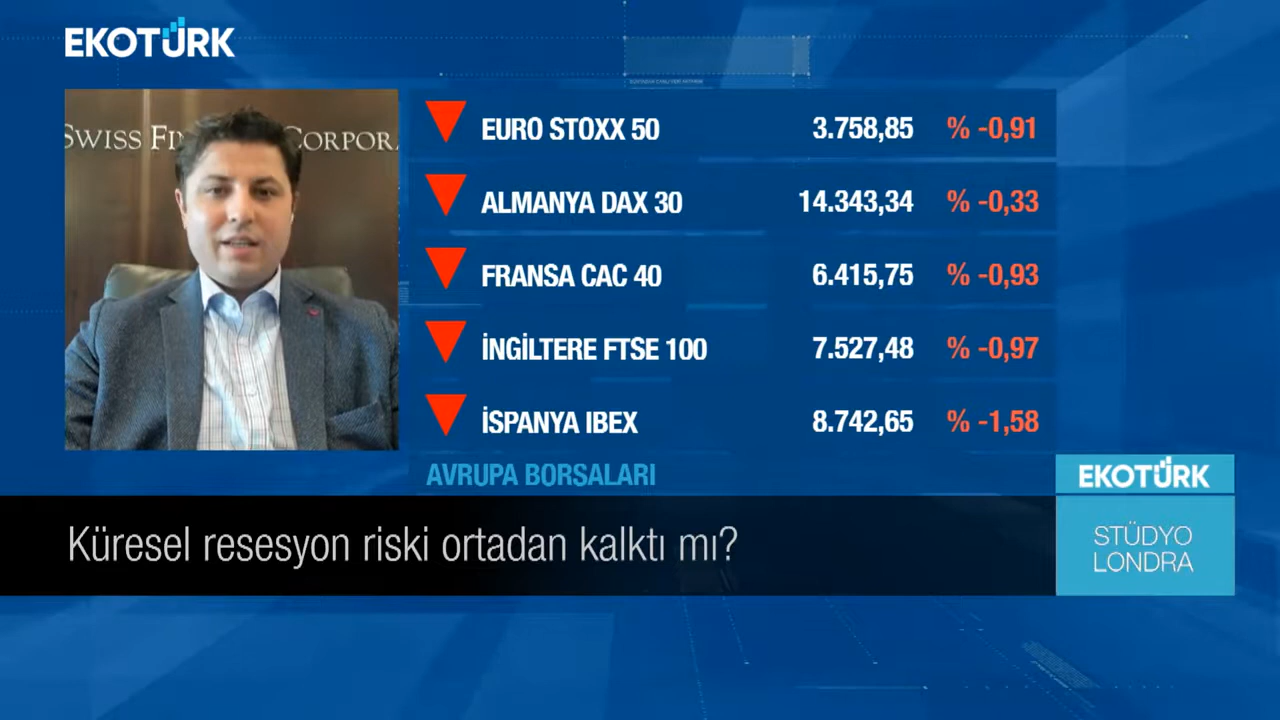 EKOTÜRK
SWISS FIN CORPORA
EURO STOXX 50 3.758,85 % -0,91
ALMANYA DAX 30 14.343,34 % -0,33
FRANSA CAC 40 6.415,75 % -0,93
İNGİLTERE FTSE 100 7.527,48 % -0,97
İSPANYA IBEX 8.742,65 % -1,58
AVRUPA BORSALARI
EKOTÜRK
Küresel resesyon riski ortadan kalktı mı?
STÜDYO
LONDRA